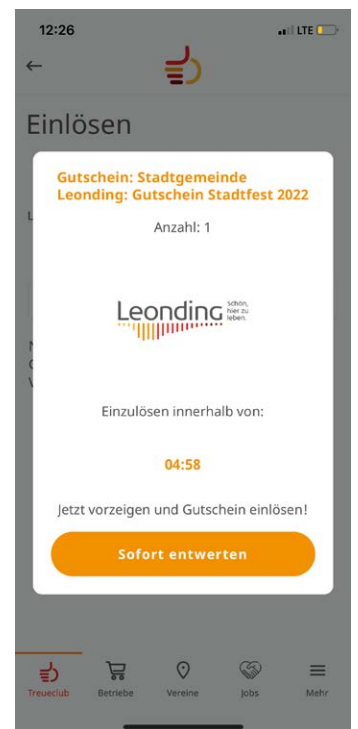 12:26
LTE
Einlösen
L
Gutschein: Stadtgemeinde
Leonding: Gutschein Stadtfest 2022
Anzahl: 1
Leonding
Schön,
hier zu
leben.
Einzulösen innerhalb von:
04:58
Jetzt vorzeigen und Gutschein einlösen!
Sofort entwerten
Treueclub
Betriebe
Vereine
Jobs
Mehr